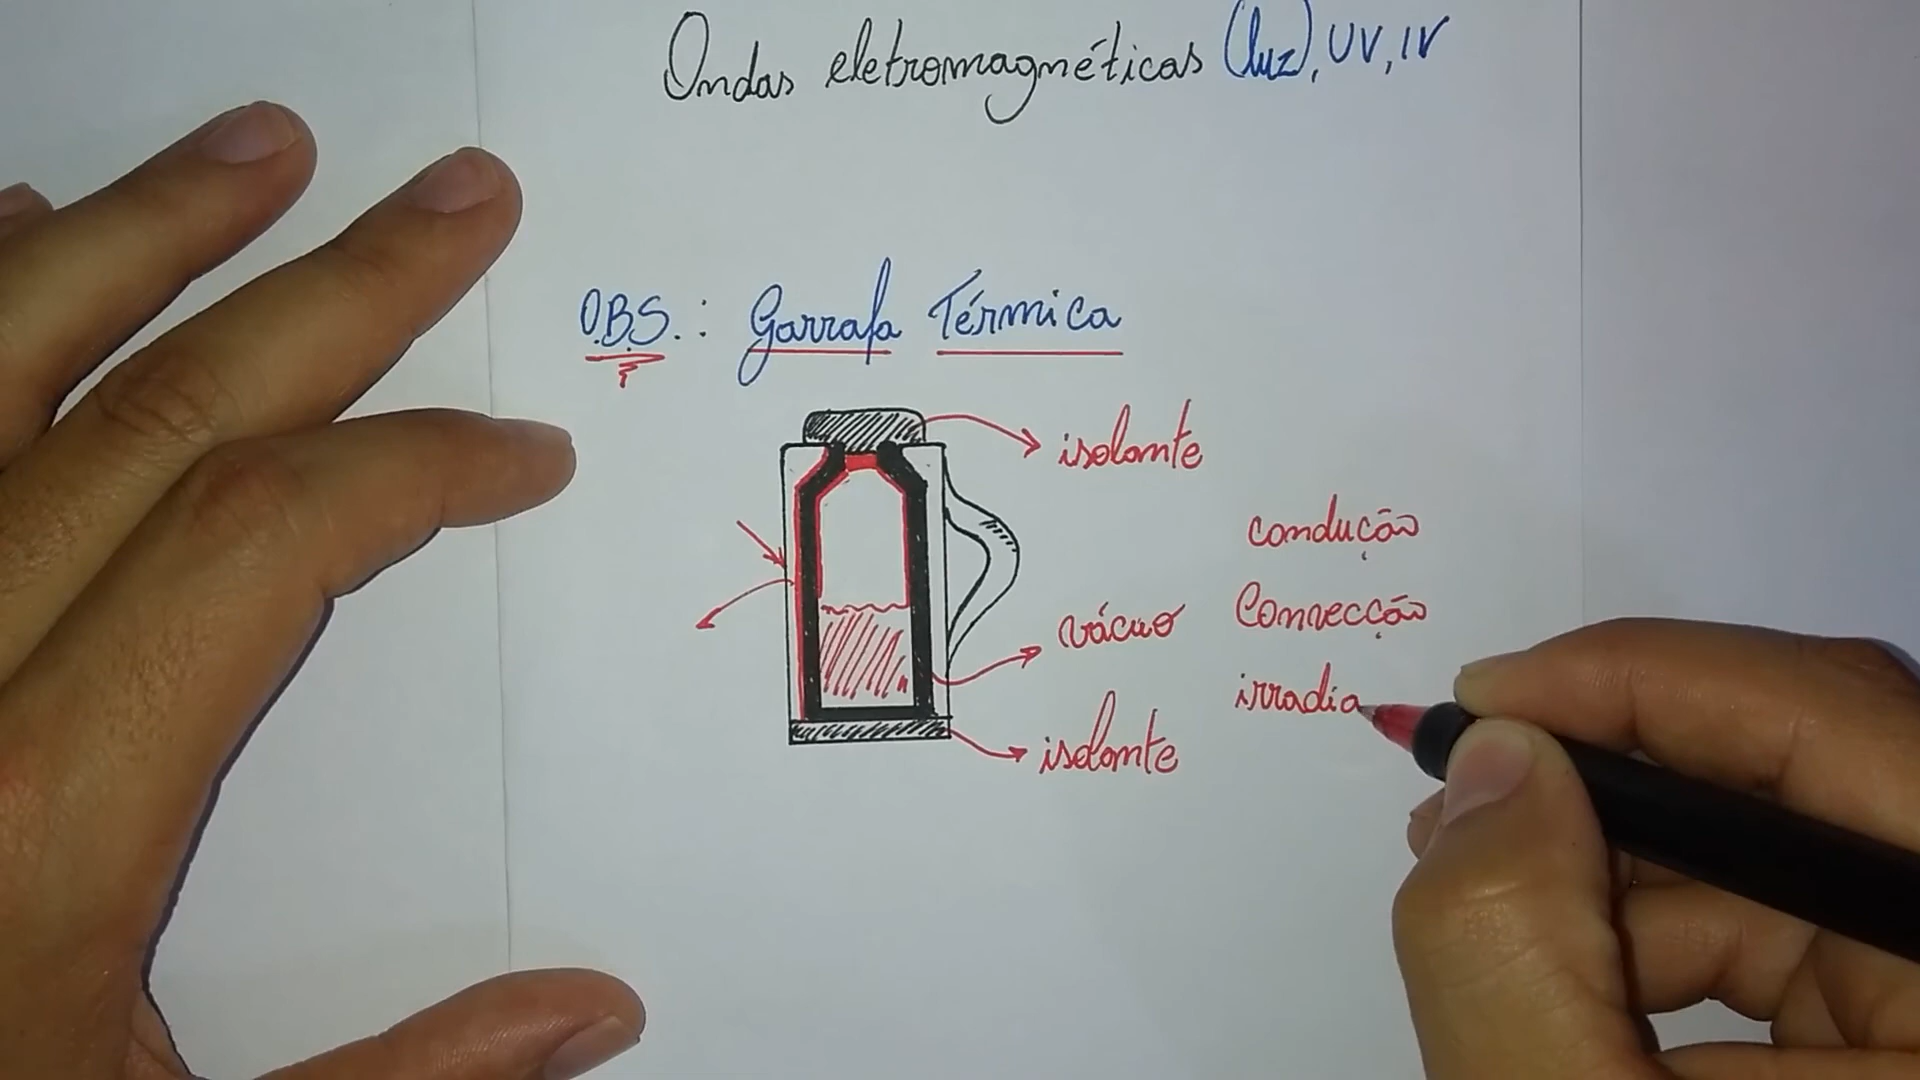 Ondas eletromagnéticas (luz), UV, IV
O.B.S.: Garrafa Térmica
isolante
condução
vácuo
Convecção
irradia
isolante